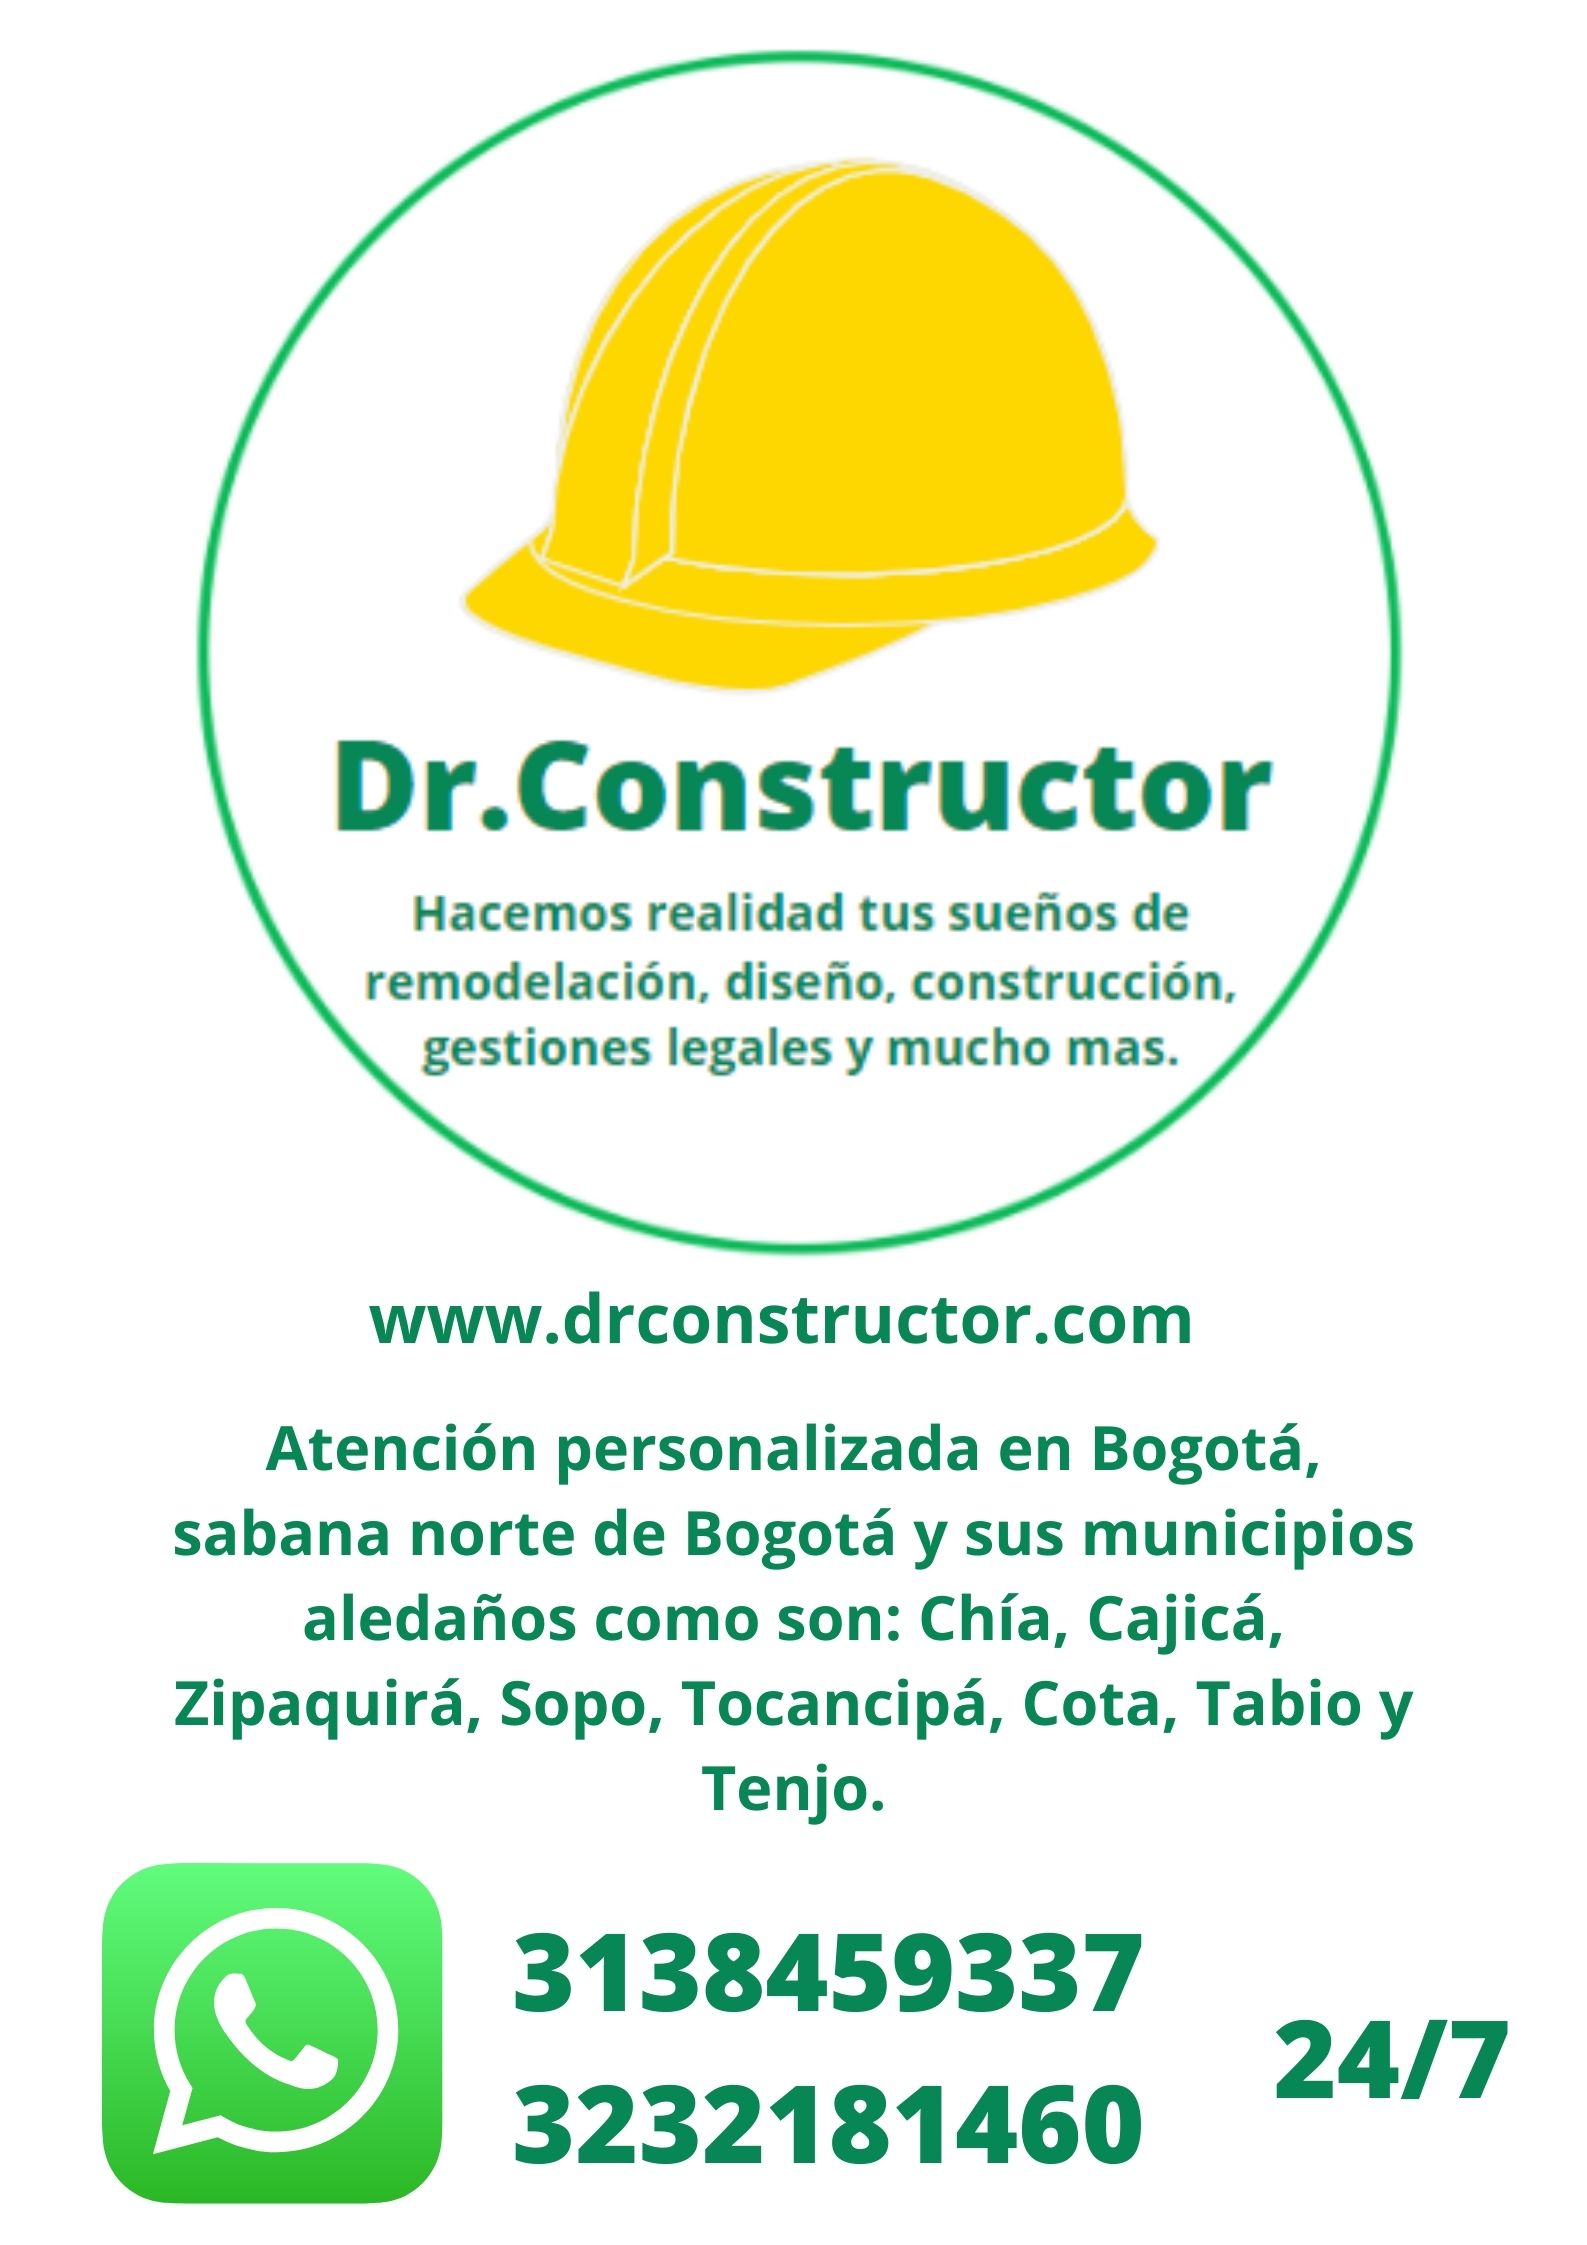 Dr.Constructor
Hacemos realidad tus sueños de
remodelación, diseño, construcción,
gestiones legales y mucho mas.
www.drconstructor.com
Atención personalizada en Bogotá,
sabana norte de Bogotá y sus municipios
aledaños como son: Chía, Cajicá,
Zipaquirá, Sopo, Tocancipá, Cota, Tabio y
Tenjo.
3138459337
3232181460
24/7